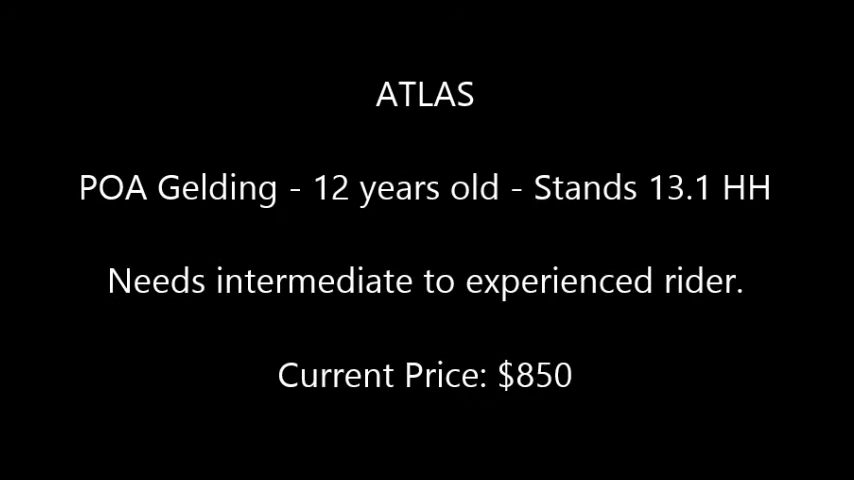 ATLAS
POA Gelding - 12 years old - Stands 13.1 HH
Needs intermediate to experienced rider.
Current Price: $850